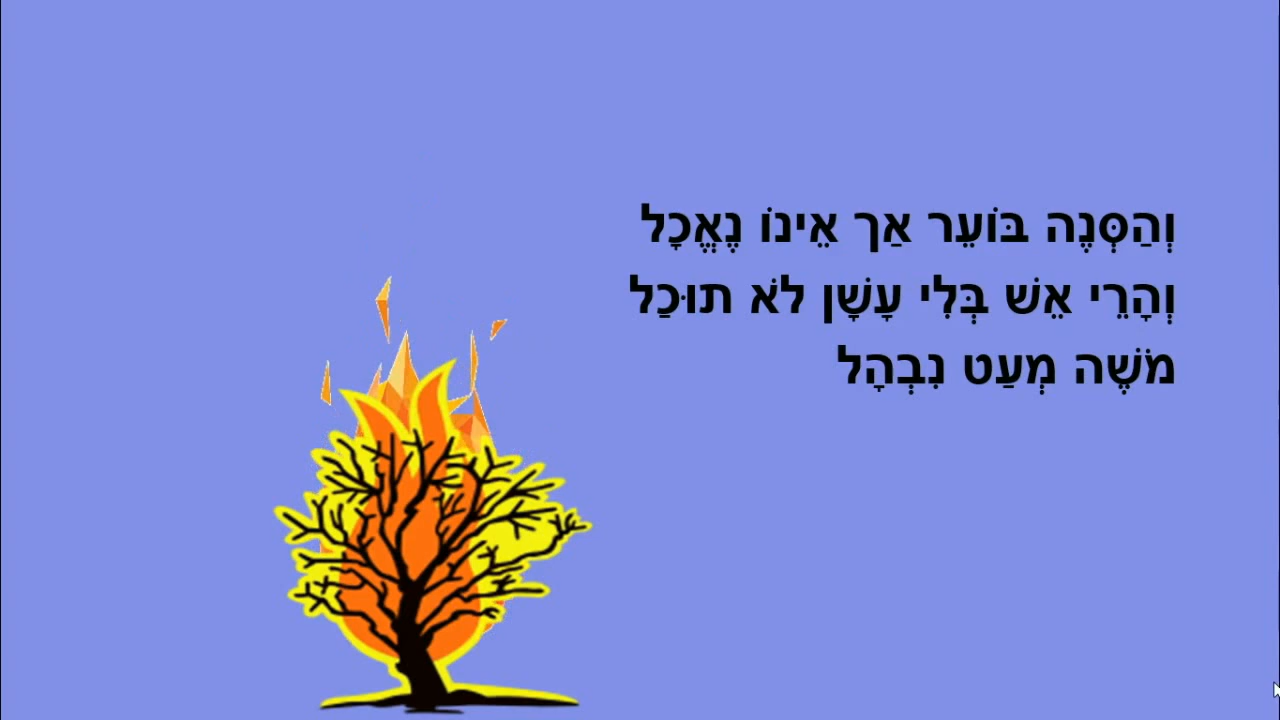 וְהַסְּנֶה בּוֹעֵר אַך אֵינוֹ נֶאֱכָל
וְהָרֵי אֵשׁ בְּלִי עָשָׁן לֹא תוּכַל
מֹשֶׁה מְעַט נִבְהָל